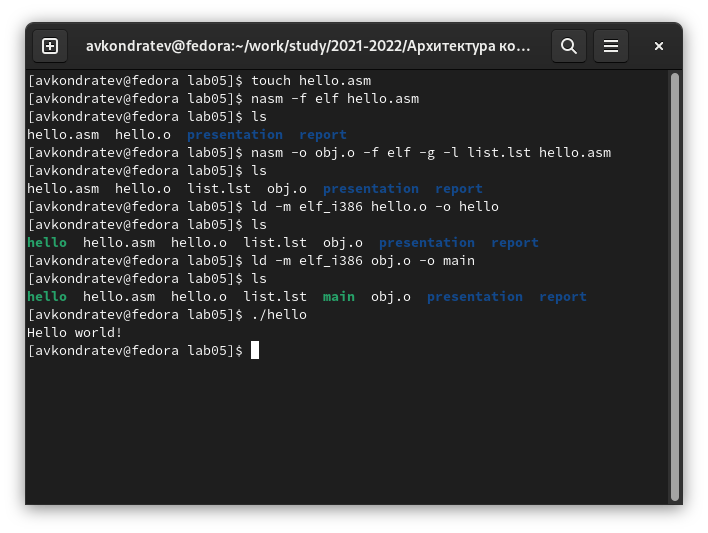 avkondratev@fedora:~/work/study/2021-2022/Архитектура ко...
[avkondratev@fedora lab05]$ touch hello.asm
[avkondratev@fedora lab05]$ nasm -f elf hello.asm
[avkondratev@fedora lab05]$ ls
hello.asm  hello.o  presentation  report
[avkondratev@fedora lab05]$ nasm -o obj.o -f elf -g -l list.lst hello.asm
[avkondratev@fedora lab05]$ ls
hello.asm  hello.o  list.lst  obj.o  presentation  report
[avkondratev@fedora lab05]$ ld -m elf_i386 hello.o -o hello
[avkondratev@fedora lab05]$ ls
hello  hello.asm  hello.o  list.lst  obj.o  presentation  report
[avkondratev@fedora lab05]$ ld -m elf_i386 obj.o -o main
[avkondratev@fedora lab05]$ ls
hello  hello.asm  hello.o  list.lst  main  obj.o  presentation  report
[avkondratev@fedora lab05]$ ./hello
Hello world!
[avkondratev@fedora lab05]$